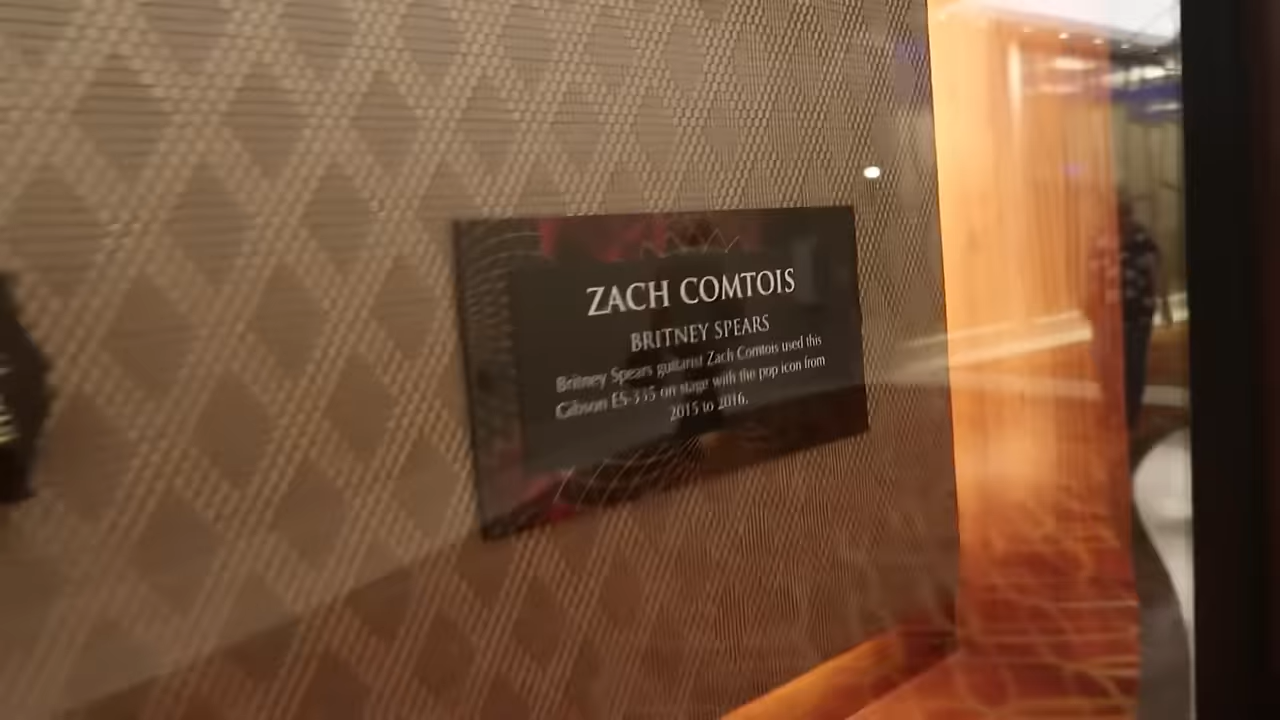 ZACH COMTOIS
BRITNEY SPEARS
Britney Spears guitarist Zach Comtois used this
Gibson ES-335 on stage with the pop icon from
2015 to 2016.